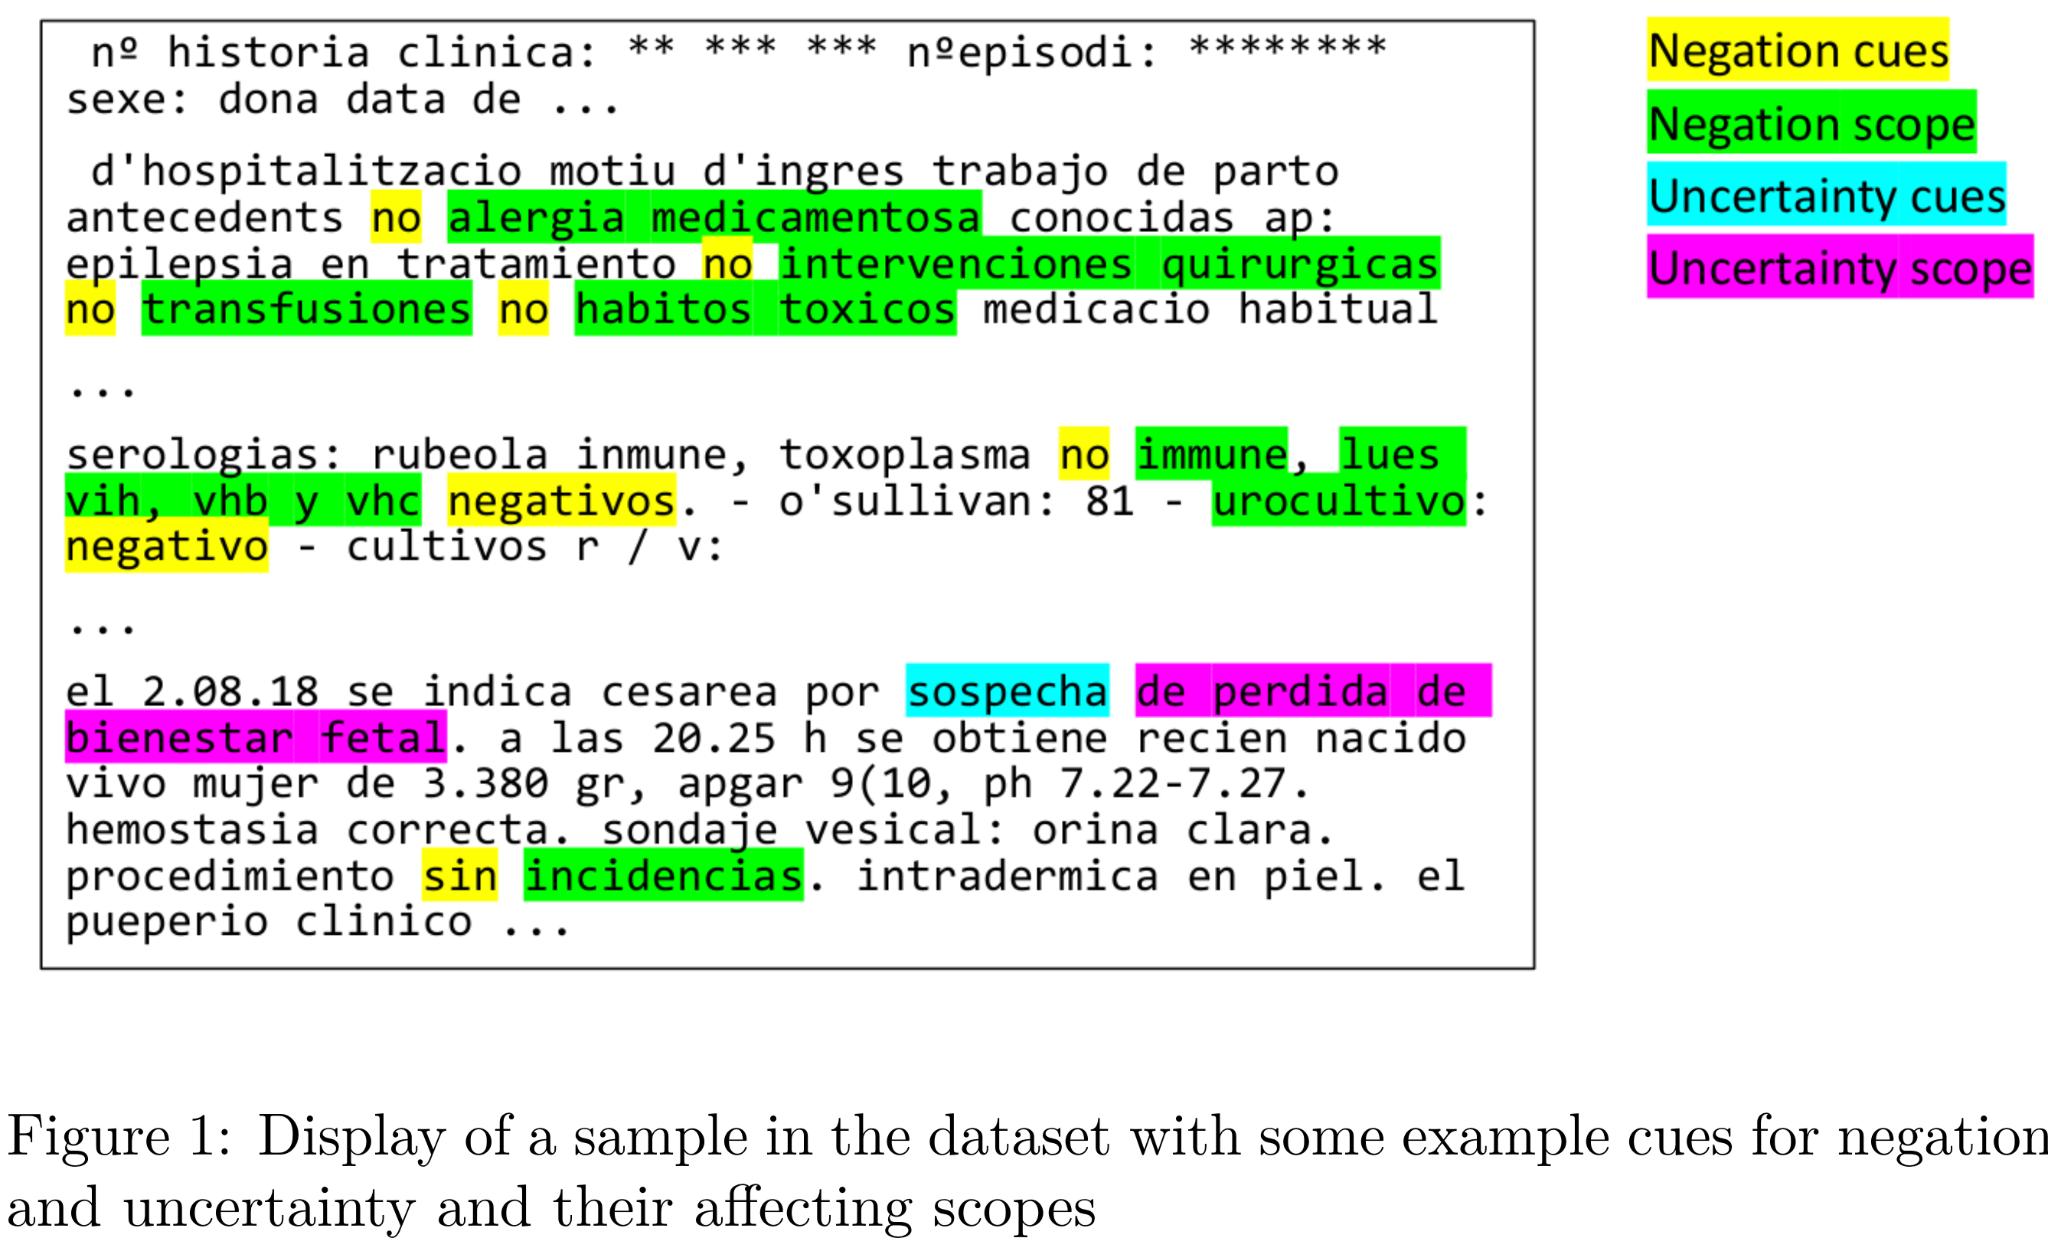 nº historia clinica: ** *** *** nºepisodi: ********
sexe: dona data de ...
d'hospitalitzacio motiu d'ingres trabajo de parto
antecedents no alergia medicamentosa conocidas ap:
epilepsia en tratamiento no intervenciones quirurgicas
no transfusiones no habitos toxicos medicacio habitual
...
serologias: rubeola inmune, toxoplasma no immune, lues
vih, vhb y vhc negativos. - o'sullivan: 81 - urocultivo:
negativo - cultivos r / v:
...
el 2.08.18 se indica cesarea por sospecha de perdida de
bienestar fetal. a las 20.25 h se obtiene recien nacido
vivo mujer de 3.380 gr, apgar 9(10, ph 7.22-7.27.
hemostasia correcta. sondaje vesical: orina clara.
procedimiento sin incidencias. intradermica en piel. el
pueperio clinico ...
Negation cues
Negation scope
Uncertainty cues
Uncertainty scope
Figure 1: Display of a sample in the dataset with some example cues for negation
and uncertainty and their affecting scopes